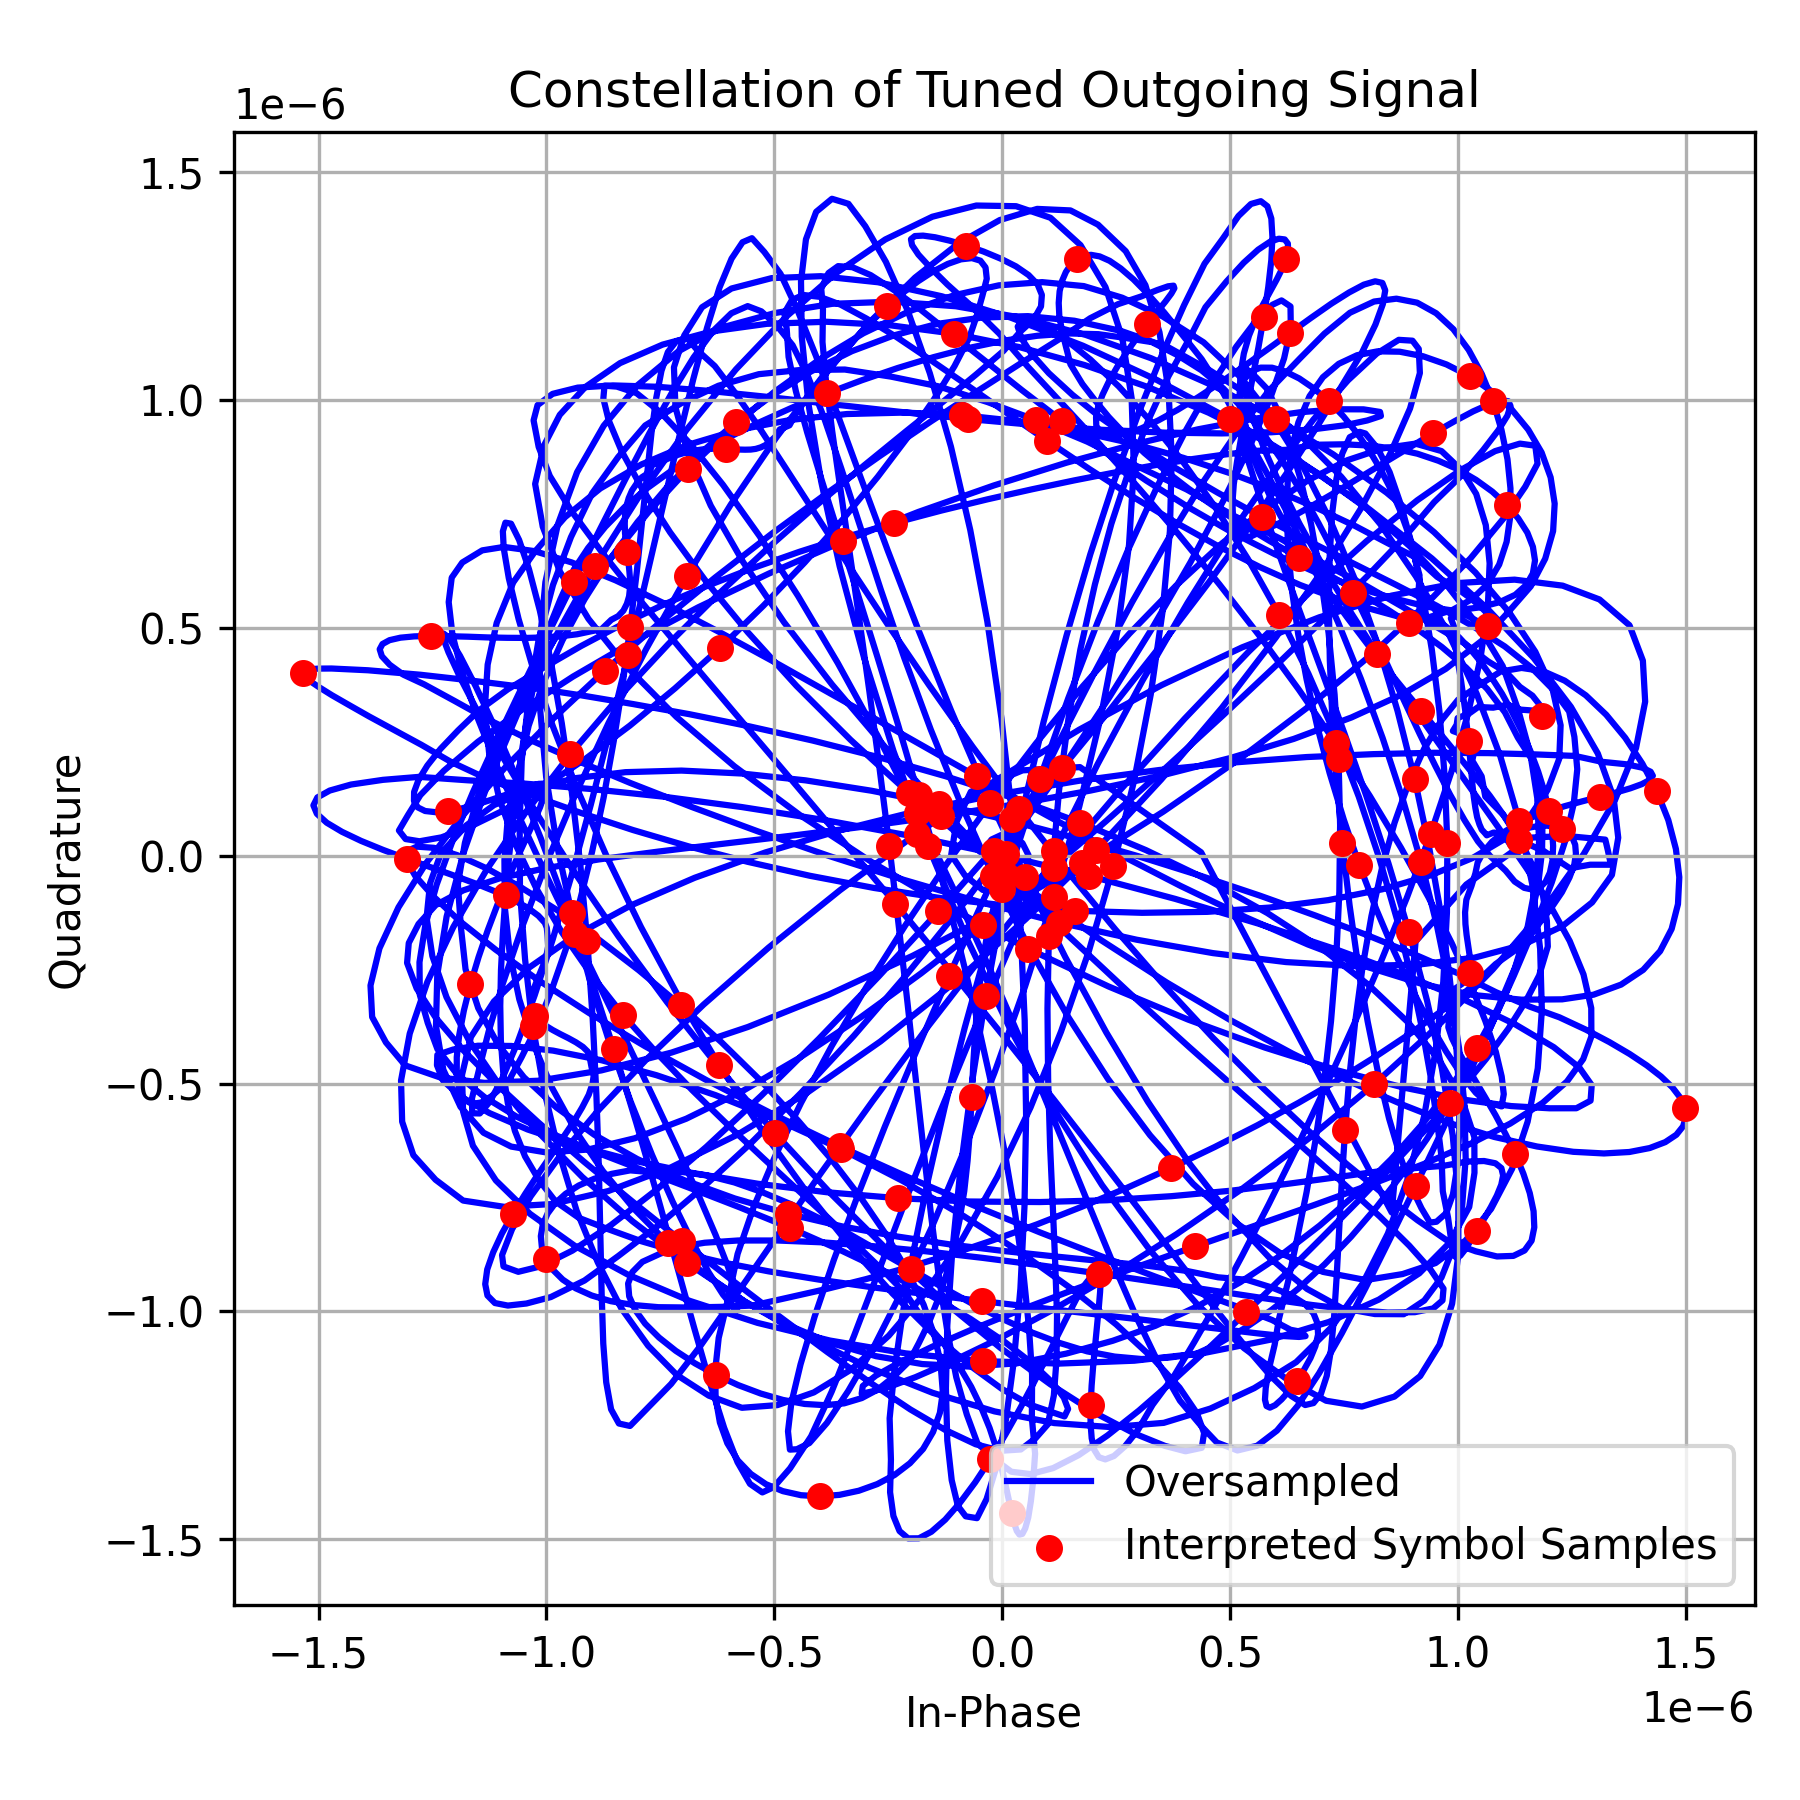 Constellation of Tuned Outgoing Signal
1e−6
1.5
1.0
0.5
0.0
−0.5
−1.0
−1.5
Quadrature
Oversampled
Interpreted Symbol Samples
−1.5 −1.0 −0.5 0.0 0.5 1.0 1.5
In-Phase
1e−6